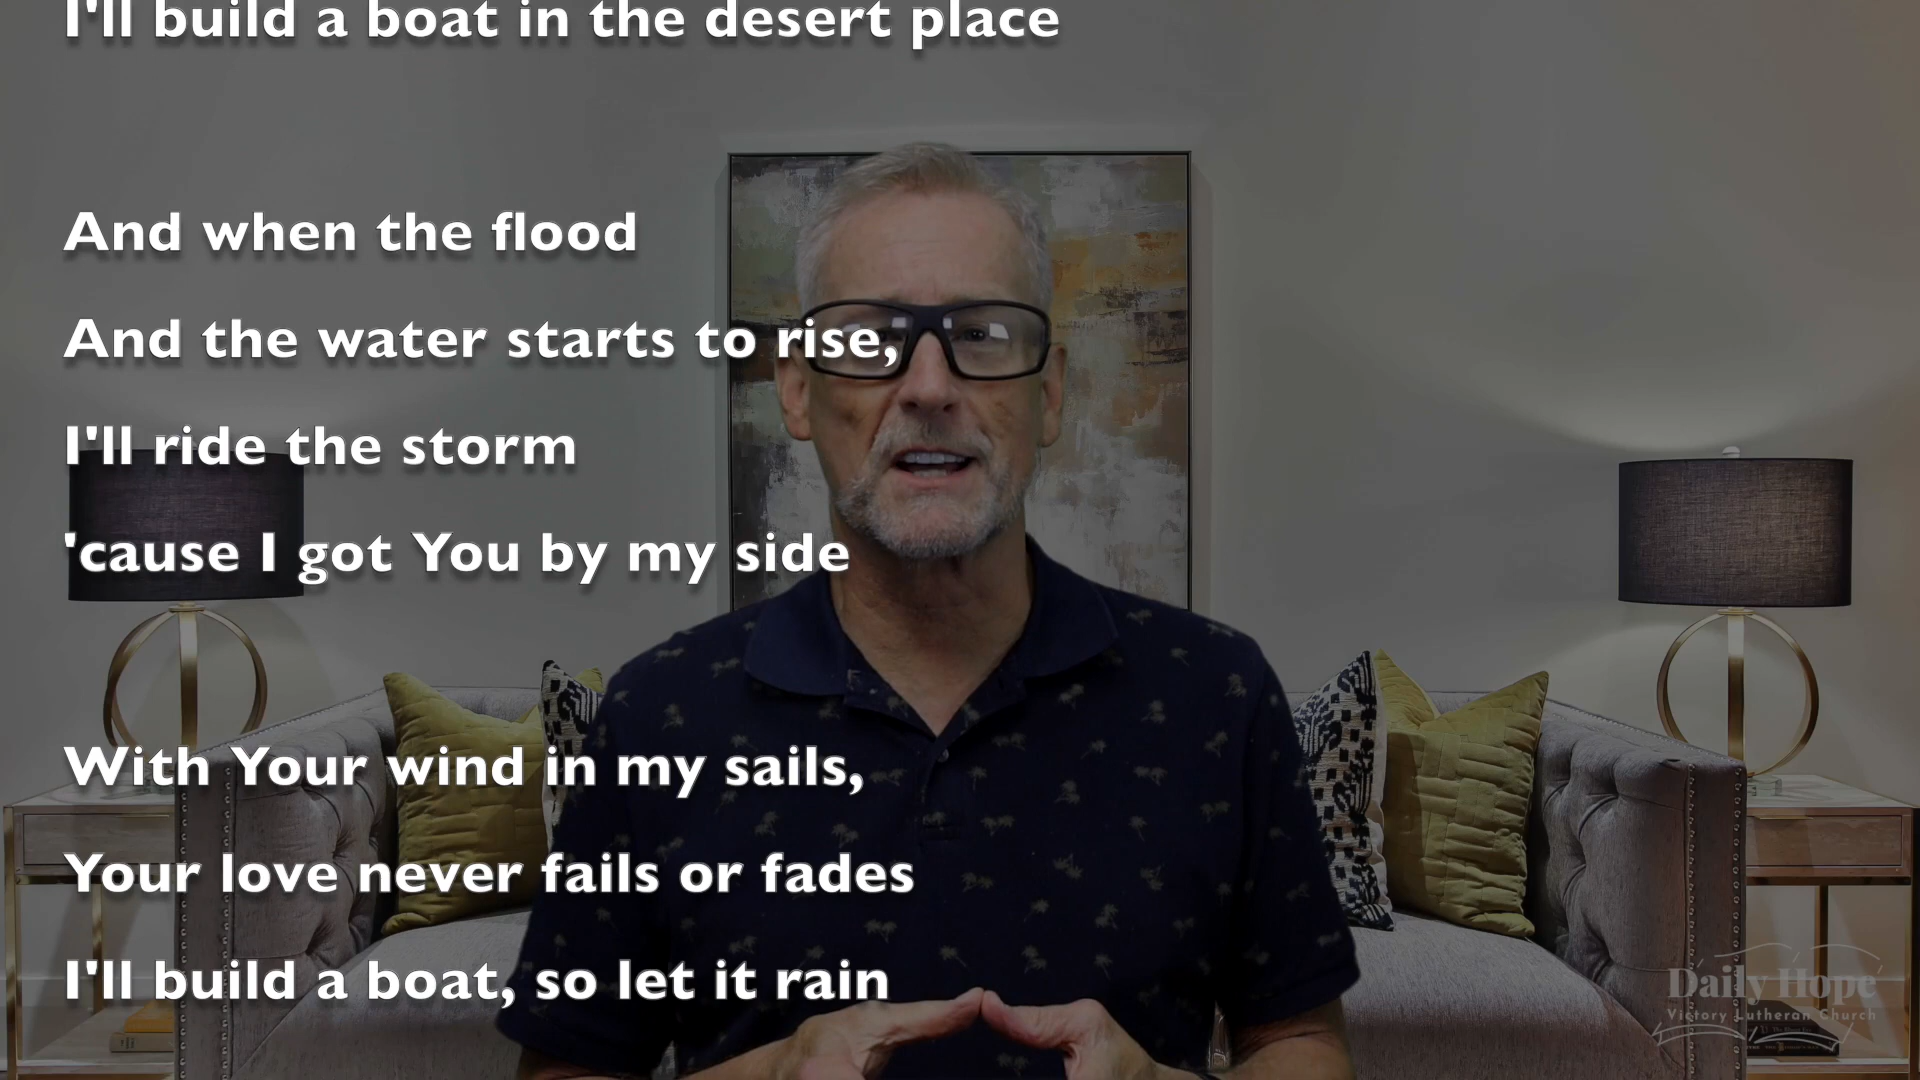 I'll build a boat in the desert place
And when the flood
And the water starts to rise,
I'll ride the storm
'cause I got You by my side
With Your wind in my sails,
Your love never fails or fades
I'll build a boat, so let it rain
Daily Hope
Victory Lutheran Church